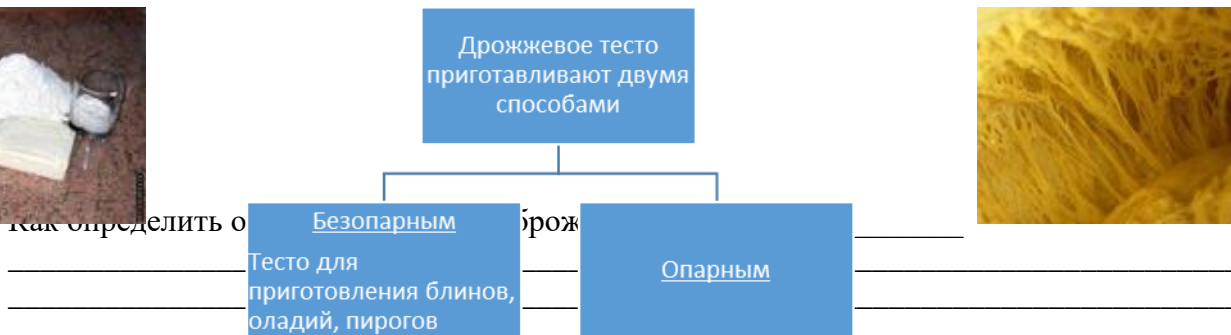 Дрожжевое тесто
приготавливают двумя
способами
Как определить о
брож
Безопарным
Тесто для
приготовления блинов,
оладий, пирогов
Опарным